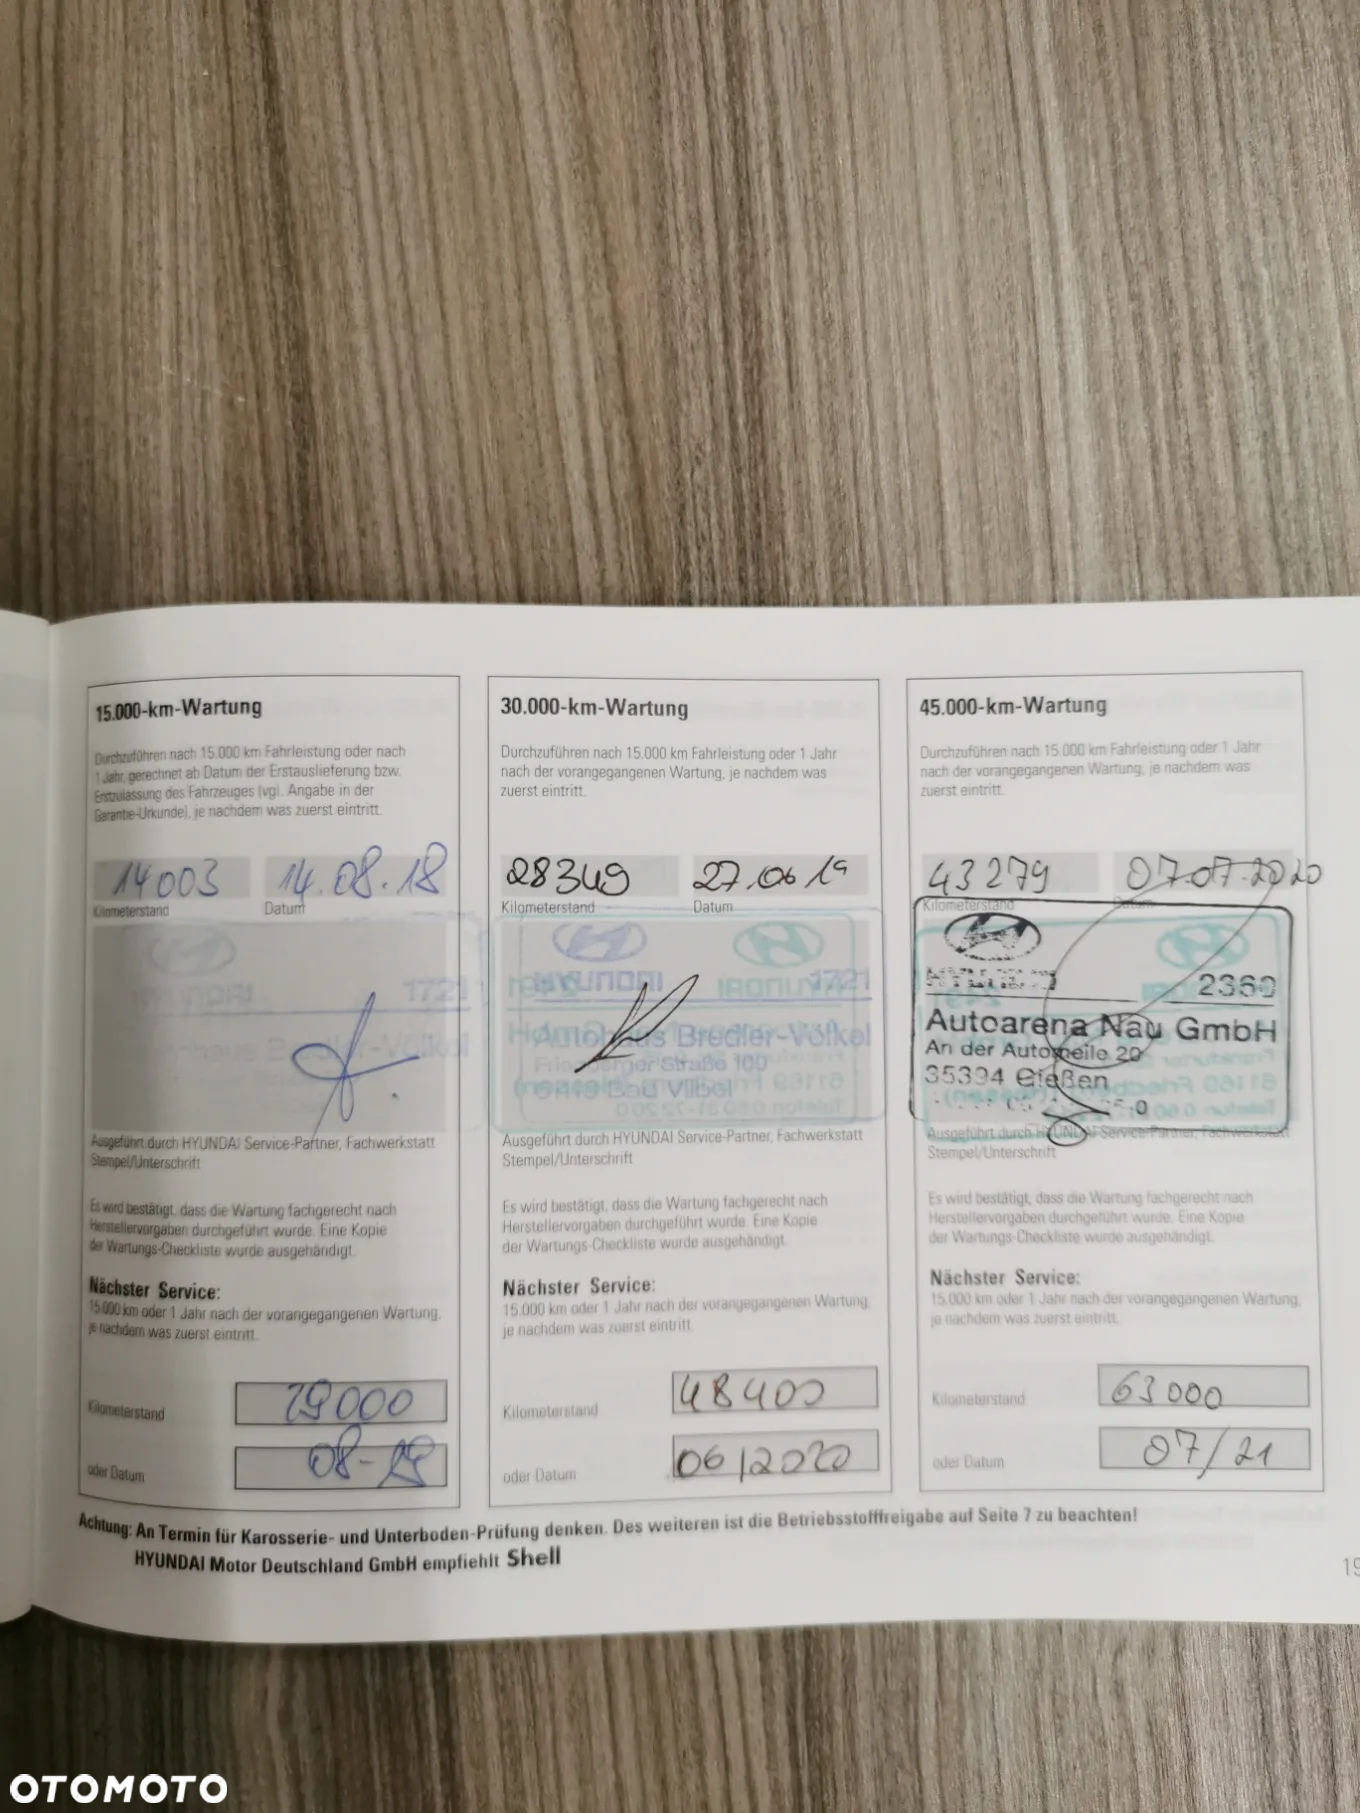 15.000-km-Wartung
Durchzuführen nach 15.000 km Fahrleistung oder nach
1 Jahr, gerechnet ab Datum der Erstauslieferung bzw.
Erstzulassung des Fahrzeuges (vgl. Angabe in der
Garantie-Urkunde), je nachdem was zuerst eintritt.
14003 14.08.18
Kilometerstand Datum
HYUNDAI 1721
Bredler-Völkel
Ausgeführt durch HYUNDAI Service-Partner, Fachwerkstatt
Stempel/Unterschrift
Es wird bestätigt, dass die Wartung fachgerecht nach
Herstellervorgaben durchgeführt wurde. Eine Kopie
der Wartungs-Checkliste wurde ausgehändigt.
Nächster Service:
15.000 km oder 1 Jahr nach der vorangegangenen Wartung,
je nachdem was zuerst eintritt.
Kilometerstand 29000
oder Datum 08-19
30.000-km-Wartung
Durchzuführen nach 15.000 km Fahrleistung oder 1 Jahr
nach der vorangegangenen Wartung, je nachdem was
zuerst eintritt.
28349 27.06.19
Kilometerstand Datum
HYUNDAI 1721
Autohaus Bredler-Völkel
Friedberger Straße 109
Bad Vilbel
Ausgeführt durch HYUNDAI Service-Partner, Fachwerkstatt
Stempel/Unterschrift
Es wird bestätigt, dass die Wartung fachgerecht nach
Herstellervorgaben durchgeführt wurde. Eine Kopie
der Wartungs-Checkliste wurde ausgehändigt.
Nächster Service:
15.000 km oder 1 Jahr nach der vorangegangenen Wartung,
je nachdem was zuerst eintritt.
Kilometerstand 48400
oder Datum 06/2020
45.000-km-Wartung
Durchzuführen nach 15.000 km Fahrleistung oder 1 Jahr
nach der vorangegangenen Wartung, je nachdem was
zuerst eintritt.
43279 07.07.2020
Kilometerstand Datum
2360
Autoarena Nau GmbH
An der Automeile 20
35394 Gießen
Ausgeführt durch HYUNDAI Service-Partner, Fachwerkstatt
Stempel/Unterschrift
Es wird bestätigt, dass die Wartung fachgerecht nach
Herstellervorgaben durchgeführt wurde. Eine Kopie
der Wartungs-Checkliste wurde ausgehändigt.
Nächster Service:
15.000 km oder 1 Jahr nach der vorangegangenen Wartung,
je nachdem was zuerst eintritt.
Kilometerstand 63000
oder Datum 07/21
Achtung: An Termin für Karosserie- und Unterboden-Prüfung denken. Des weiteren ist die Betriebsstofffreigabe auf Seite 7 zu beachten!
HYUNDAI Motor Deutschland GmbH empfiehlt Shell
19
OTOMOTO